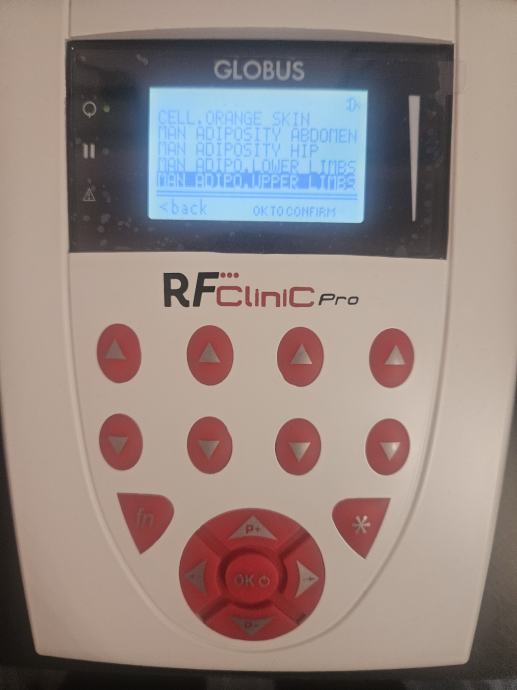 GLOBUS
CELL.ORANGE SKIN
MAN ADIPOSITY ABDOMEN
MAN ADIPOSITY HIP
MAN ADIPO.LOWER LIMBS
MAN ADIPO.UPPER LIMBS
<back OK TO CONFIRM
RF CliniC Pro
fn
*
P+
- OK i+
P-